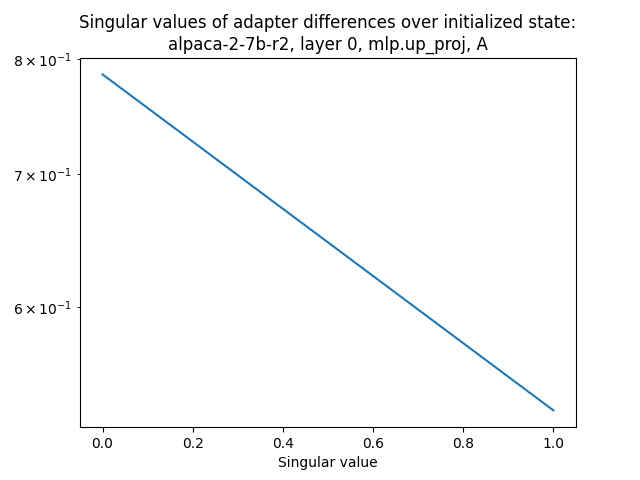 Singular values of adapter differences over initialized state:
alpaca-2-7b-r2, layer 0, mlp.up_proj, A
8 × 10⁻¹
7 × 10⁻¹
6 × 10⁻¹
0.0 0.2 0.4 0.6 0.8 1.0
Singular value